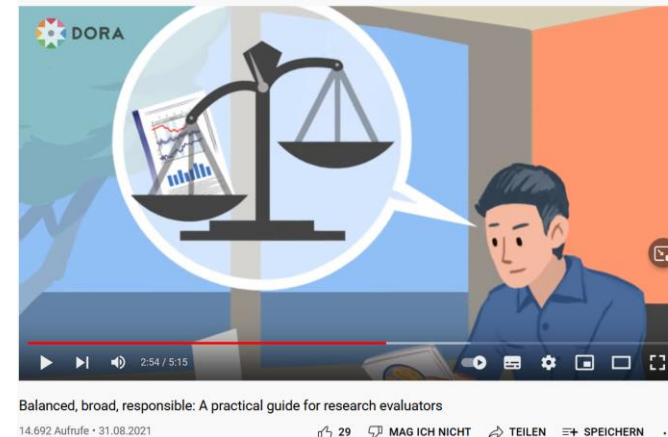 DORA
2:54 / 5:15
Balanced, broad, responsible: A practical guide for research evaluators
14.692 Aufrufe • 31.08.2021
29 MAG ICH NICHT TEILEN SPEICHERN